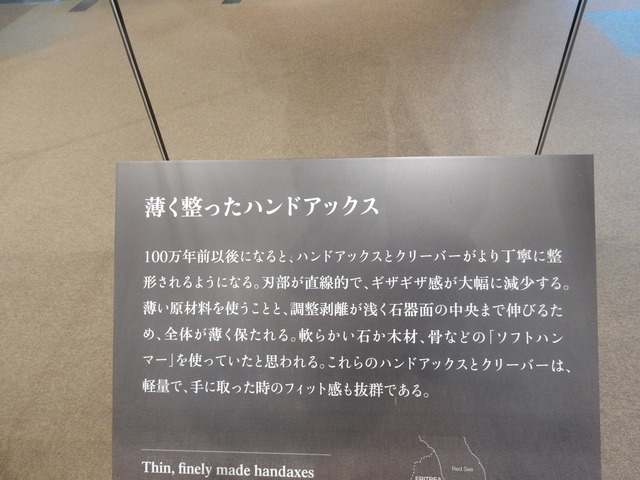 薄く整ったハンドアックス
100万年前以後になると、ハンドアックスとクリーバーがより丁寧に整
形されるようになる。刃部が直線的で、ギザギザ感が大幅に減少する。
薄い原材料を使うことと、調整剥離が浅く石器面の中央まで伸びるた
め、全体が薄く保たれる。軟らかい石か木材、骨などの「ソフトハン
マー」を使っていたと思われる。これらのハンドアックスとクリーバーは、
軽量で、手に取った時のフィット感も抜群である。
Thin, finely made handaxes
Red Sea
ERITREA